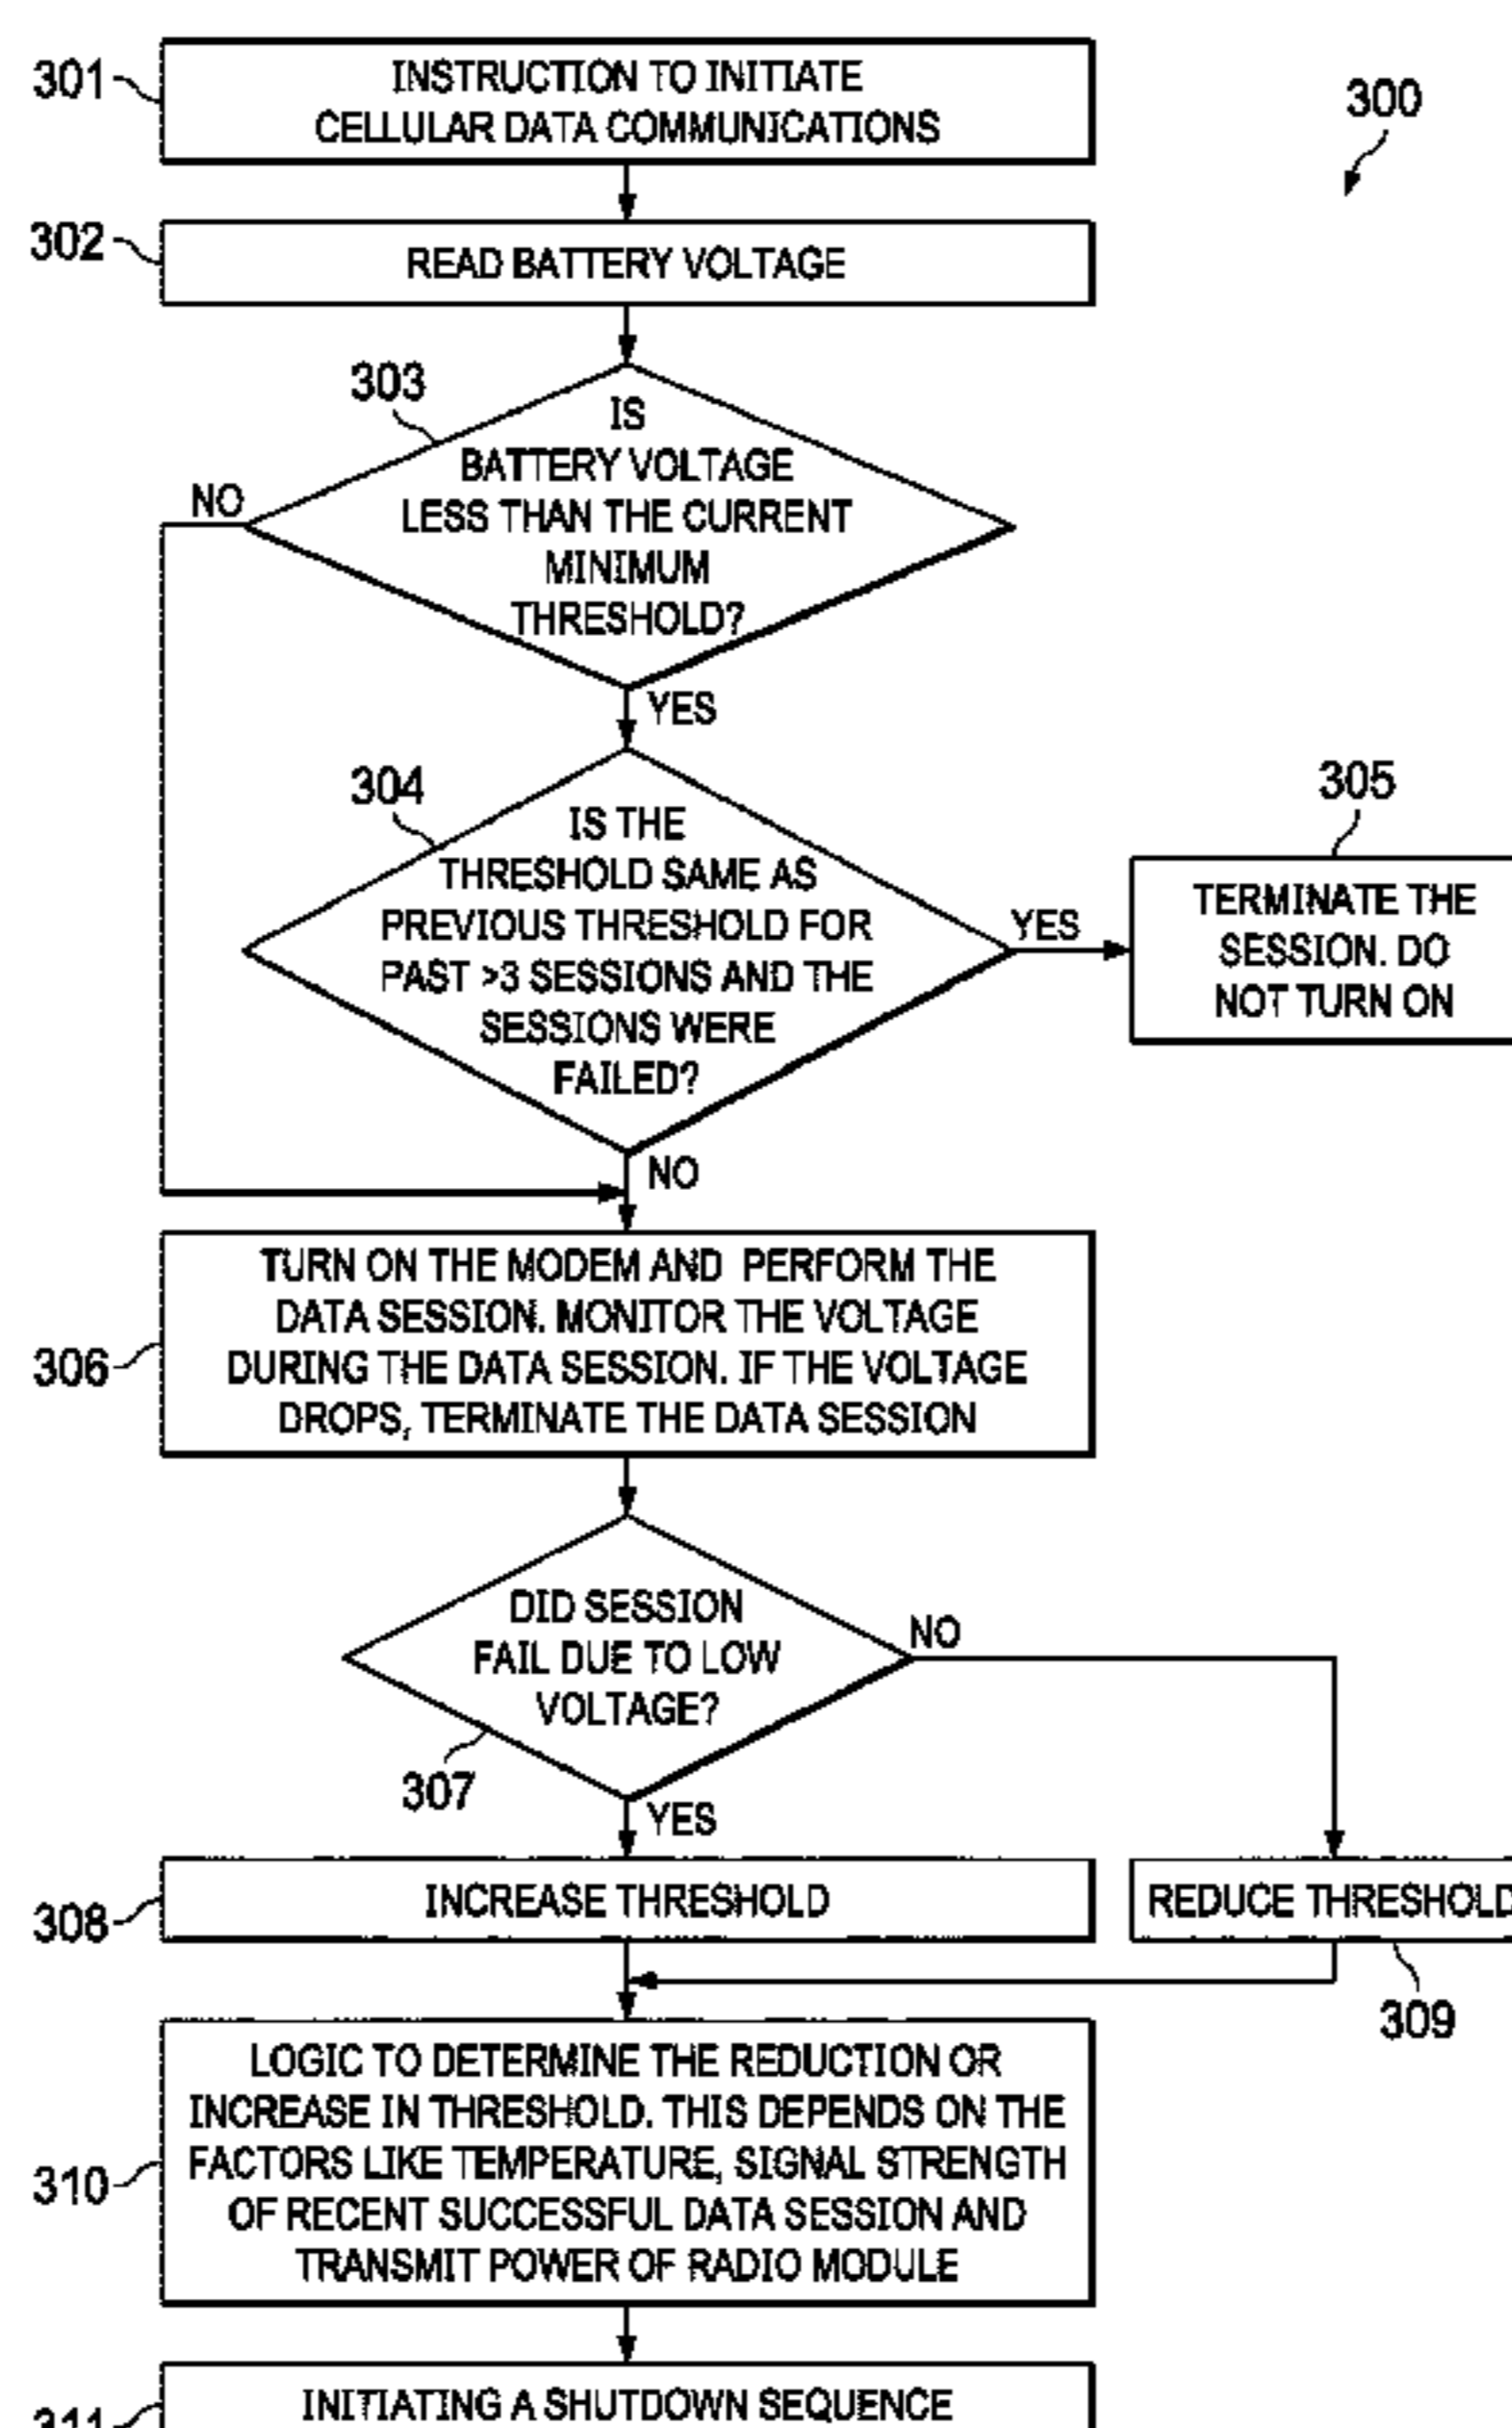 301
INSTRUCTION TO INITIATE
CELLULAR DATA COMMUNICATIONS
300
302
READ BATTERY VOLTAGE
303
IS
BATTERY VOLTAGE
LESS THAN THE CURRENT
MINIMUM
THRESHOLD?
NO
YES
304
IS THE
THRESHOLD SAME AS
PREVIOUS THRESHOLD FOR
PAST >3 SESSIONS AND THE
SESSIONS WERE
FAILED?
YES
305
TERMINATE THE
SESSION. DO
NOT TURN ON
NO
306
TURN ON THE MODEM AND PERFORM THE
DATA SESSION. MONITOR THE VOLTAGE
DURING THE DATA SESSION. IF THE VOLTAGE
DROPS, TERMINATE THE DATA SESSION
DID SESSION
FAIL DUE TO LOW
VOLTAGE?
NO
307
YES
308
INCREASE THRESHOLD
REDUCE THRESHOLD
309
310
LOGIC TO DETERMINE THE REDUCTION OR
INCREASE IN THRESHOLD. THIS DEPENDS ON THE
FACTORS LIKE TEMPERATURE, SIGNAL STRENGTH
OF RECENT SUCCESSFUL DATA SESSION AND
TRANSMIT POWER OF RADIO MODULE
311
INITIATING A SHUTDOWN SEQUENCE